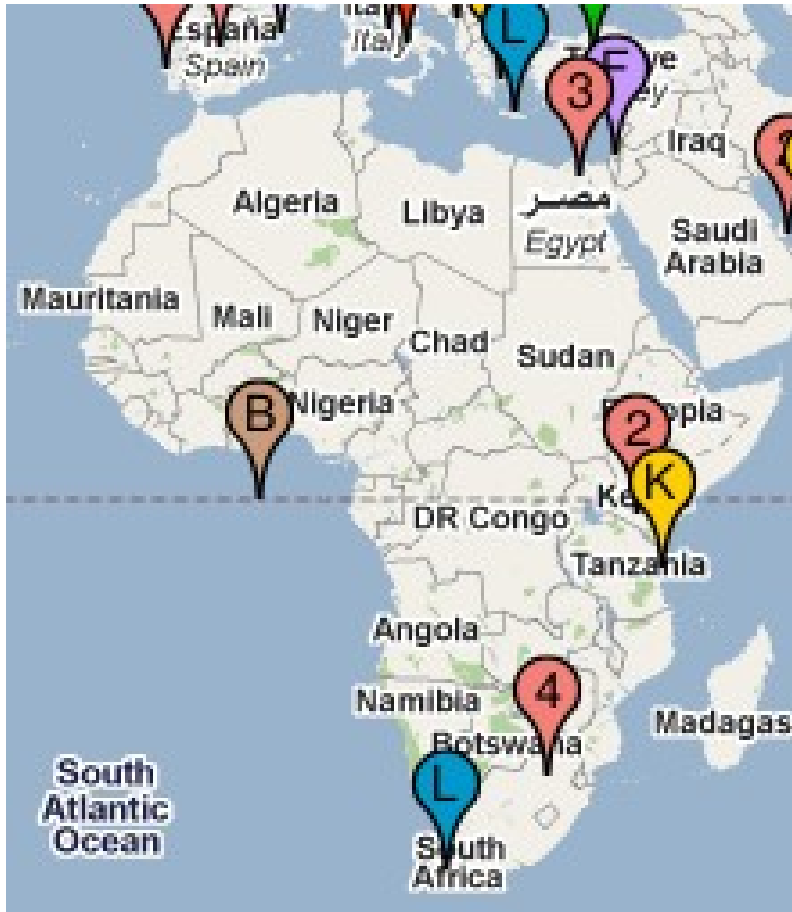 España
Spain
Italy
L
F
3
Iraq
Algeria
Libya
مصر
Egypt
Saudi
Arabia
Mauritania
Mali
Niger
Chad
Sudan
B
Nigeria
2
K
DR Congo
Tanzania
Angola
4
Namibia
Botswana
Madagas
L
South
Atlantic
Ocean
South
Africa